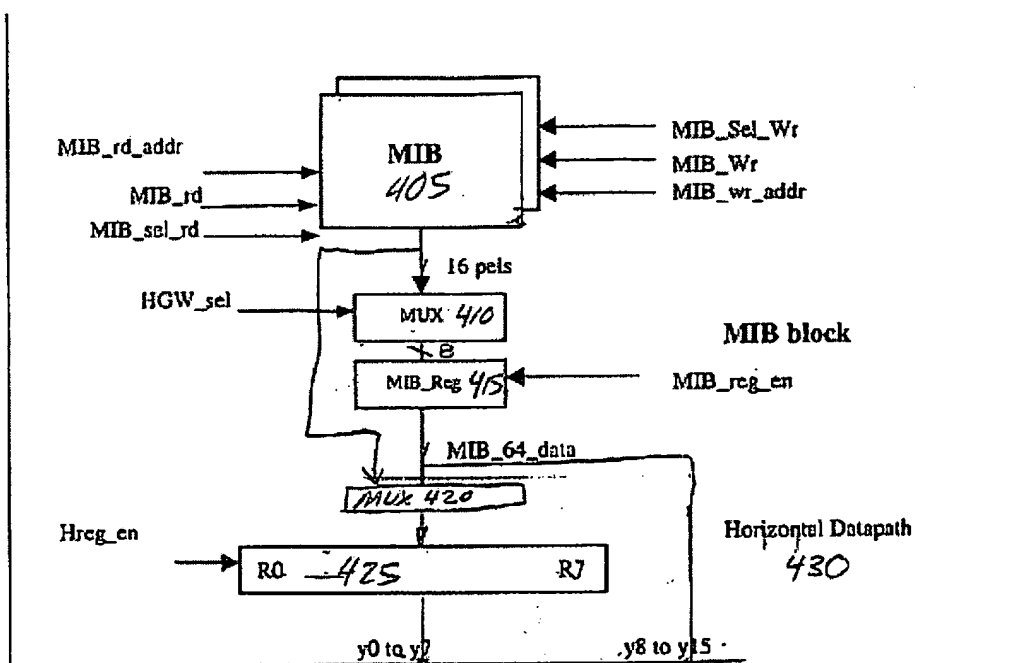 MIB_rd_addr
MIB_rd
MIB_sel_rd
MIB
405
MIB_Sel_Wr
MIB_Wr
MIB_wr_addr
16 pels
HGW_sel
MUX 410
8
MIB block
MIB_Reg 415
MIB_reg_en
MIB_64_data
MUX 420
Hreg_en
R0 425 R7
Horizontal Datapath
430
y0 to y7
y8 to y15